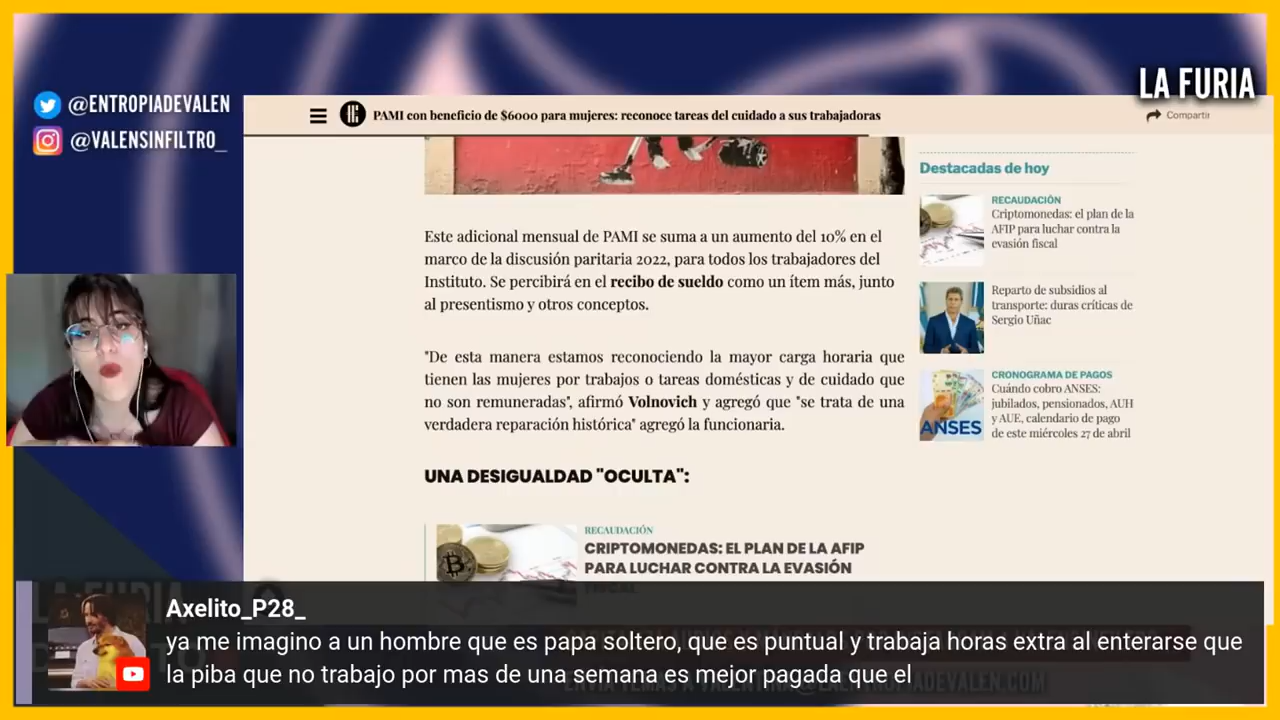 LA FURIA
@ENTROPIADEVALEN
@VALENSINFILTRO_
PAMI con beneficio de $6000 para mujeres: reconoce tareas del cuidado a sus trabajadoras
Compartir
Este adicional mensual de PAMI se suma a un aumento del 10% en el
marco de la discusión paritaria 2022, para todos los trabajadores del
Instituto. Se percibirá en el recibo de sueldo como un ítem más, junto
al presentismo y otros conceptos.
"De esta manera estamos reconociendo la mayor carga horaria que
tienen las mujeres por trabajos o tareas domésticas y de cuidado que
no son remuneradas", afirmó Volnovich y agregó que "se trata de una
verdadera reparación histórica" agregó la funcionaria.
UNA DESIGUALDAD "OCULTA":
RECAUDACIÓN
CRIPTOMONEDAS: EL PLAN DE LA AFIP
PARA LUCHAR CONTRA LA EVASIÓN
Destacadas de hoy
RECAUDACIÓN
Criptomonedas: el plan de la
AFIP para luchar contra la
evasión fiscal
Reparto de subsidios al
transporte: duras críticas de
Sergio Uñac
CRONOGRAMA DE PAGOS
Cuándo cobro ANSES:
jubilados, pensionados, AUH
y AUE, calendario de pago
de este miércoles 27 de abril
ANSES
Axelito_P28_
ya me imagino a un hombre que es papa soltero, que es puntual y trabaja horas extra al enterarse que
la piba que no trabajo por mas de una semana es mejor pagada que el